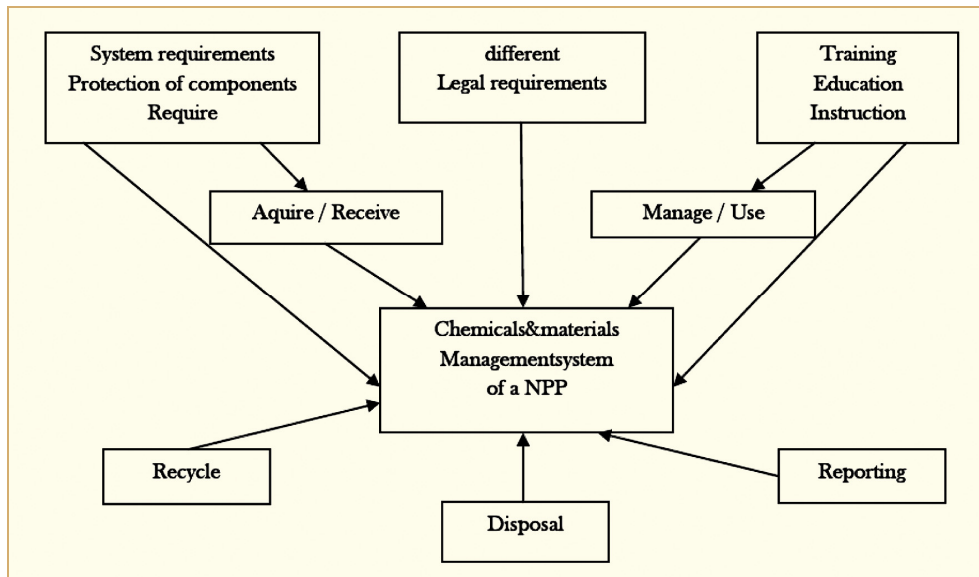 System requirements
Protection of components
Require
different
Legal requirements
Training
Education
Instruction
Aquire / Receive
Manage / Use
Chemicals&materials
Managementsystem
of a NPP
Recycle
Reporting
Disposal